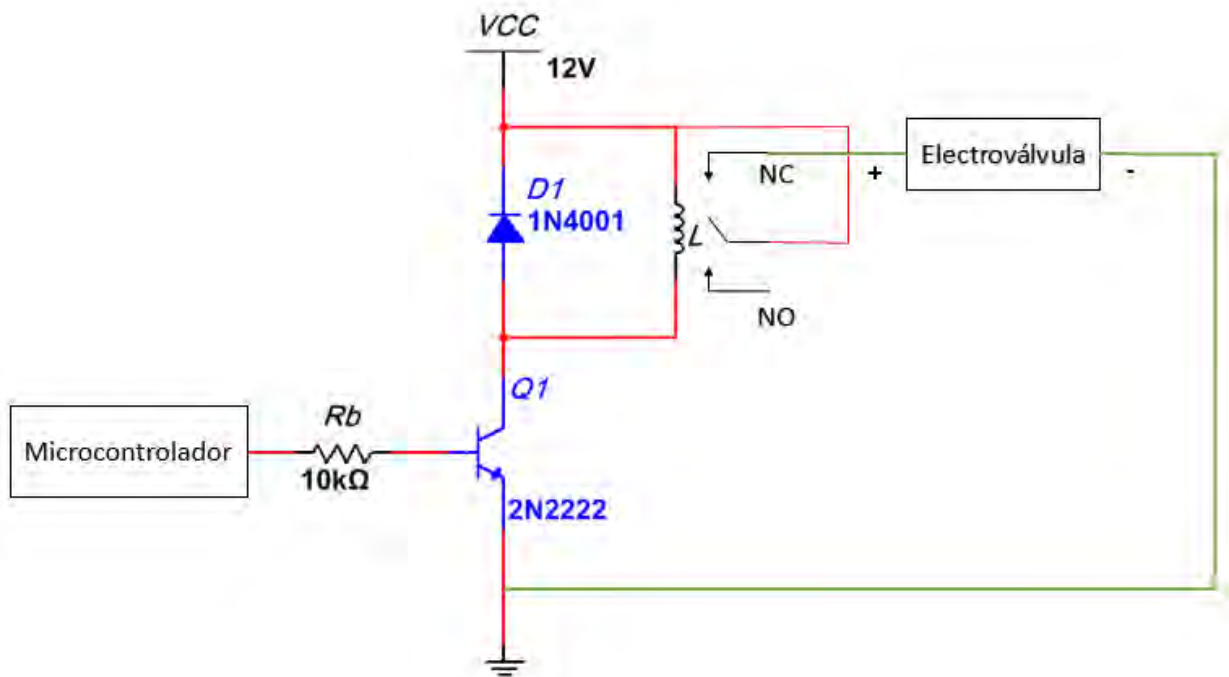 VCC
12V
Electroválvula
NC
+
-
D1
1N4001
L
NO
Q1
Rb
Microcontrolador
10kΩ
2N2222